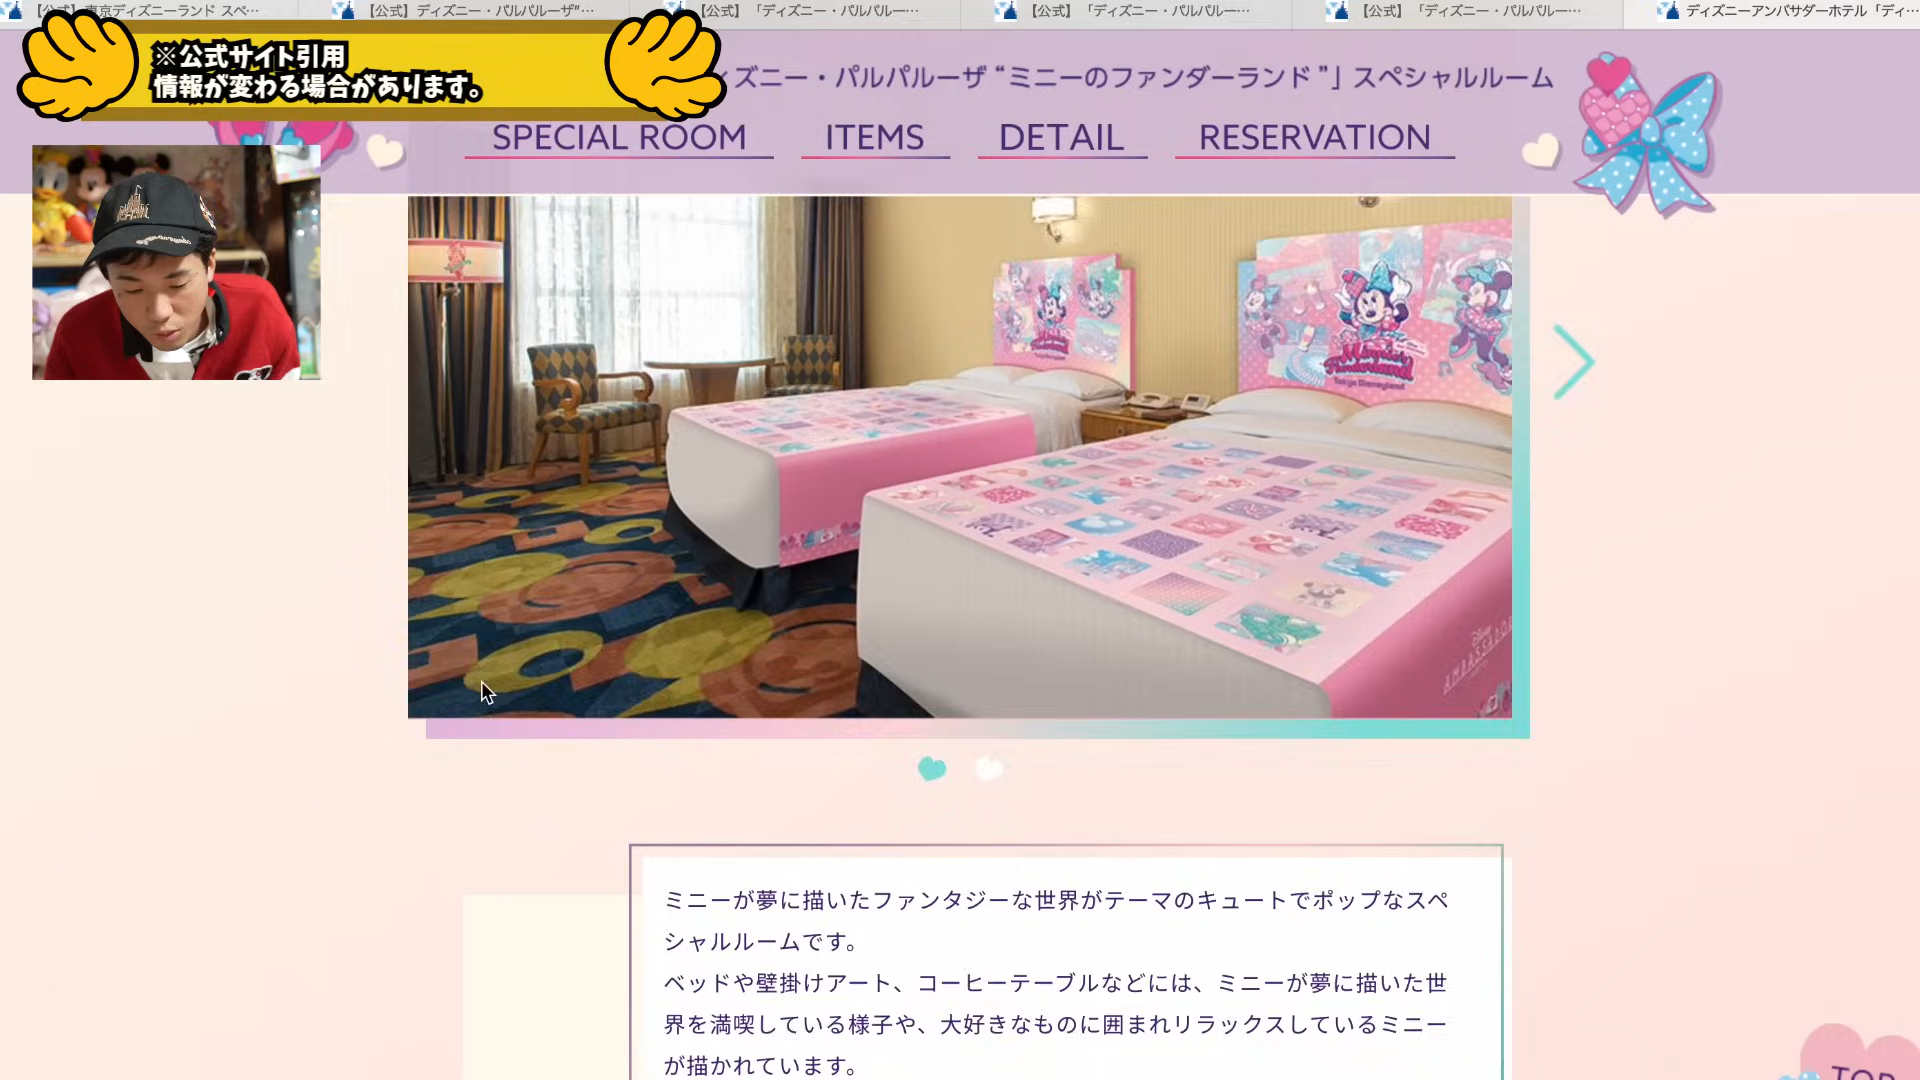 【公式】東京ディズニーランド スペ…
【公式】ディズニー・パルパルーザ"…
【公式】「ディズニー・パルパルー…
【公式】「ディズニー・パルパルー…
【公式】「ディズニー・パルパルー…
ディズニーアンバサダーホテル「ディ…
※公式サイト引用
情報が変わる場合があります。
ィズニー・パルパルーザ“ミニーのファンダーランド”」スペシャルルーム
SPECIAL ROOM
ITEMS
DETAIL
RESERVATION
Minnie's
Funderland
Tokyo Disneyland
Minnie's
Funderland
Tokyo Disneyland
Disney
AMBASSADOR
ミニーが夢に描いたファンタジーな世界がテーマのキュートでポップなスペ
シャルルームです。
ベッドや壁掛けアート、コーヒーテーブルなどには、ミニーが夢に描いた世
界を満喫している様子や、大好きなものに囲まれリラックスしているミニー
が描かれています。
TOP